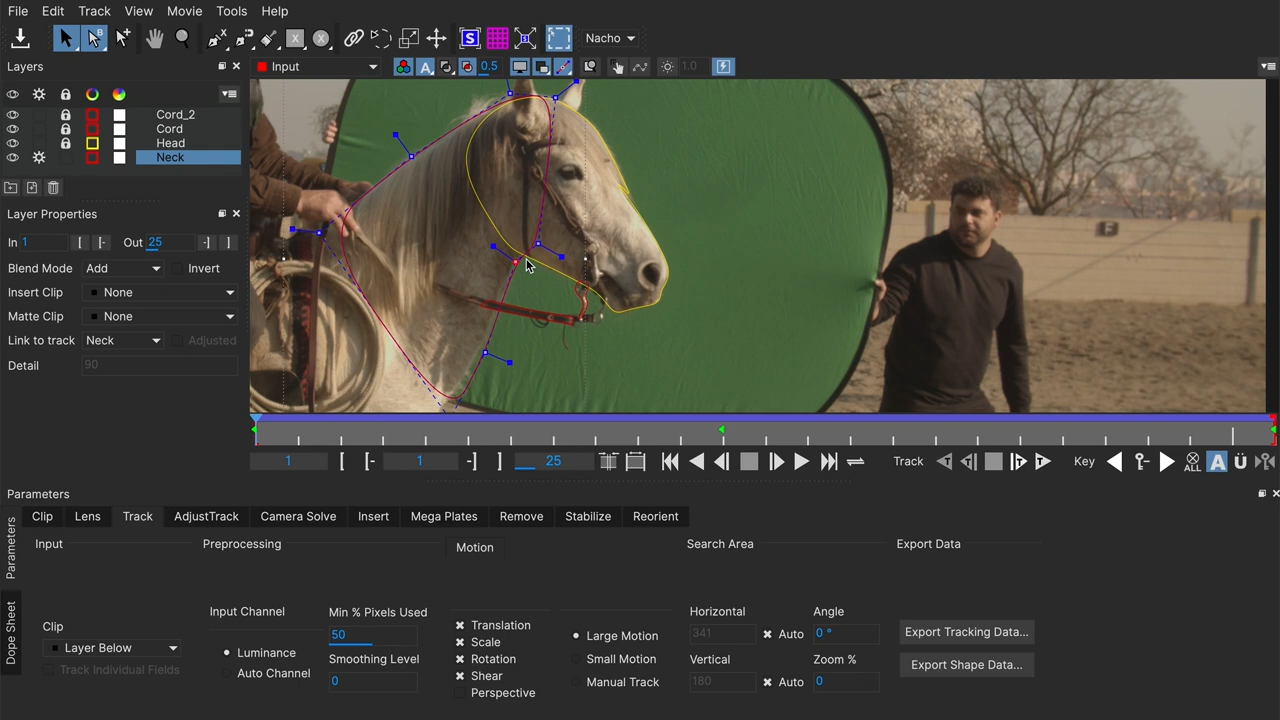 File Edit Track View Movie Tools Help
S Nacho
Layers
Input A 0.5 1.0
Cord_2
Cord
Head
Neck
Layer Properties
In 1 [ [- Out 25 -] ]
Blend Mode Add Invert
Insert Clip None
Matte Clip None
Link to track Neck Adjusted
Detail 90
F
1 [ [- 1 -] ] 25 Track T T Key ALL A
Parameters
Clip Lens Track AdjustTrack Camera Solve Insert Mega Plates Remove Stabilize Reorient
Parameters
Dope Sheet
Input Preprocessing Motion Search Area Export Data
Input Channel Min % Pixels Used Horizontal Angle
Clip 50 Translation Large Motion 341 Auto 0 ° Export Tracking Data...
Layer Below Luminance Scale
Smoothing Level Rotation Small Motion Vertical Zoom % Export Shape Data...
Track Individual Fields Auto Channel 0 Shear Manual Track 180 Auto 0
Perspective